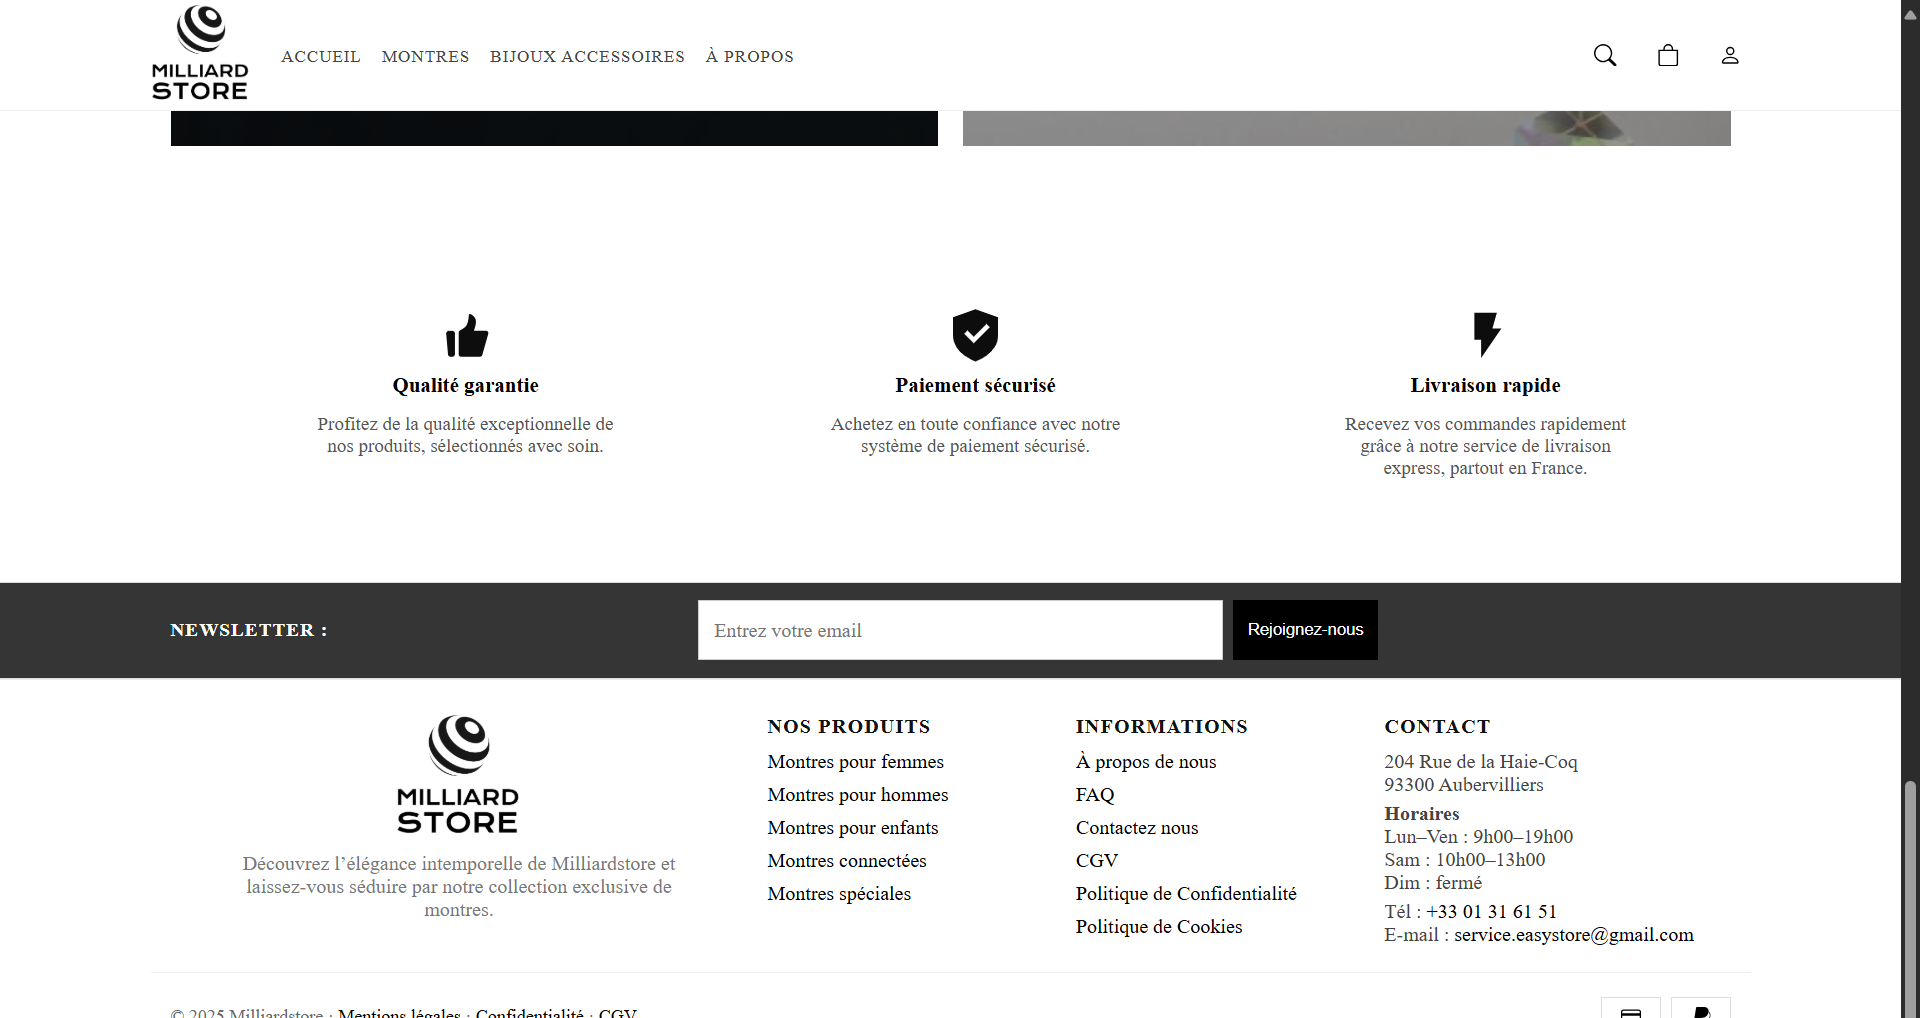 MILLIARD
STORE
ACCUEIL MONTRES BIJOUX ACCESSOIRES À PROPOS
Qualité garantie
Profitez de la qualité exceptionnelle de
nos produits, sélectionnés avec soin.
Paiement sécurisé
Achetez en toute confiance avec notre
système de paiement sécurisé.
Livraison rapide
Recevez vos commandes rapidement
grâce à notre service de livraison
express, partout en France.
NEWSLETTER :
Entrez votre email
Rejoignez-nous
MILLIARD
STORE
Découvrez l’élégance intemporelle de Milliardstore et
laissez-vous séduire par notre collection exclusive de
montres.
NOS PRODUITS
Montres pour femmes
Montres pour hommes
Montres pour enfants
Montres connectées
Montres spéciales
INFORMATIONS
À propos de nous
FAQ
Contactez nous
CGV
Politique de Confidentialité
Politique de Cookies
CONTACT
204 Rue de la Haie-Coq
93300 Aubervilliers
Horaires
Lun–Ven : 9h00–19h00
Sam : 10h00–13h00
Dim : fermé
Tél : +33 01 31 61 51
E-mail : service.easystore@gmail.com
© 2025 Milliardstore · Mentions légales · Confidentialité · CGV